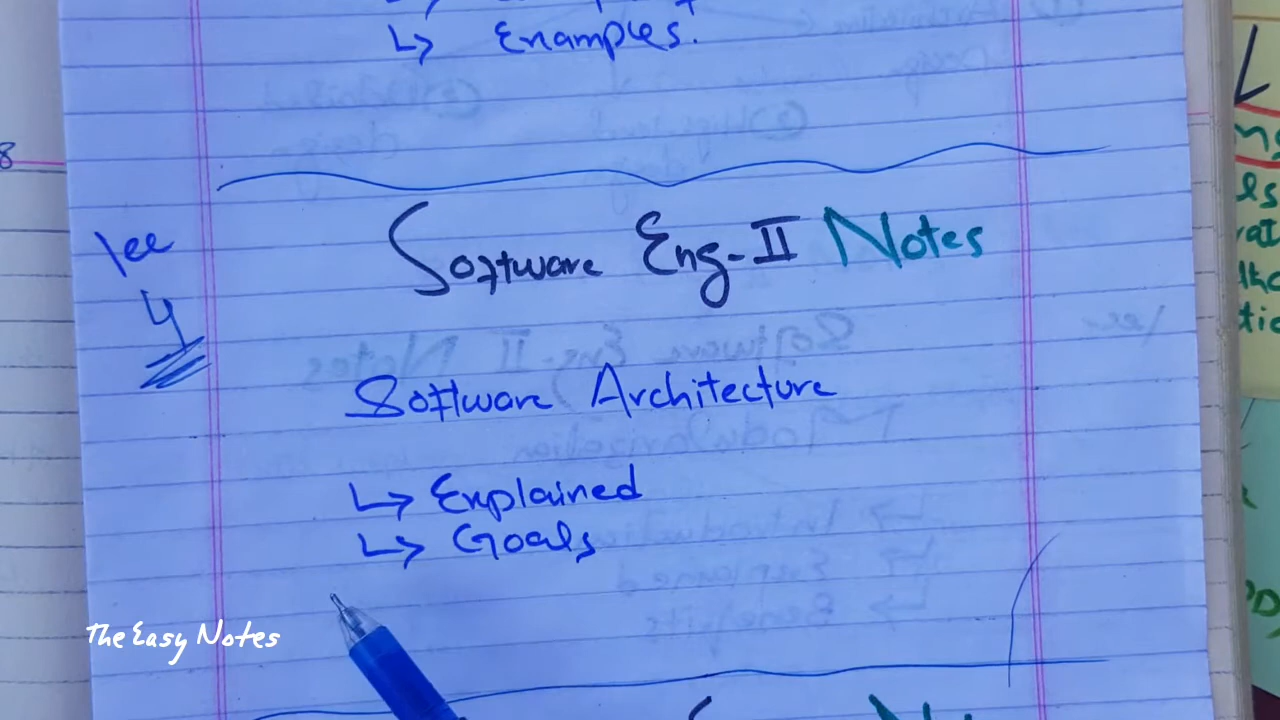 ↳ Examples.
lec
4
Software Eng-II Notes
Software Architecture
↳ Explained
↳ Goals
The Easy Notes